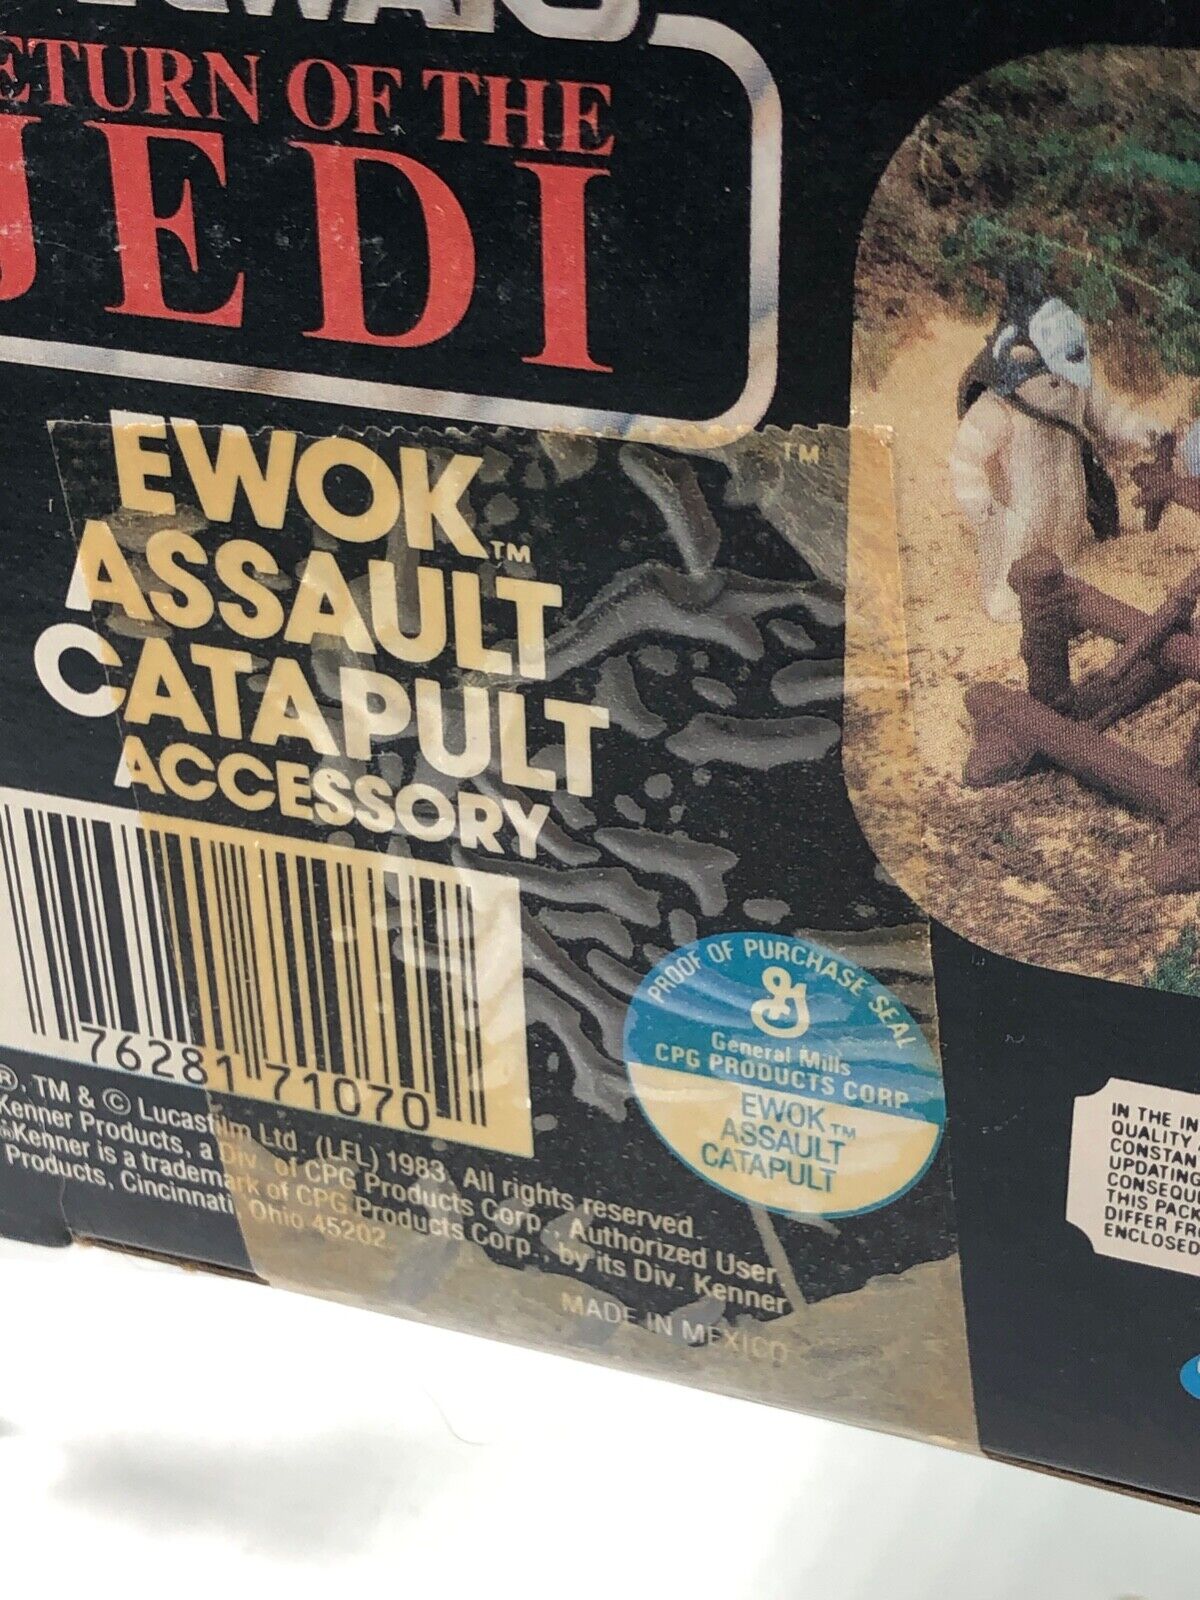 RETURN OF THE
JEDI
EWOK™
ASSAULT
CATAPULT
ACCESSORY
™
76281 71070
PROOF OF PURCHASE SEAL
General Mills
CPG PRODUCTS CORP
EWOK™
ASSAULT
CATAPULT
®, TM & © Lucasfilm Ltd. (LFL) 1983. All rights reserved.
Kenner Products, a Div. of CPG Products Corp., Authorized User.
Kenner is a trademark of CPG Products Corp., by its Div. Kenner
Products, Cincinnati, Ohio 45202.
MADE IN MEXICO
IN THE IN
QUALITY
CONSTAN
UPDATING
CONSEQU
THIS PACK
DIFFER FR
ENCLOSED